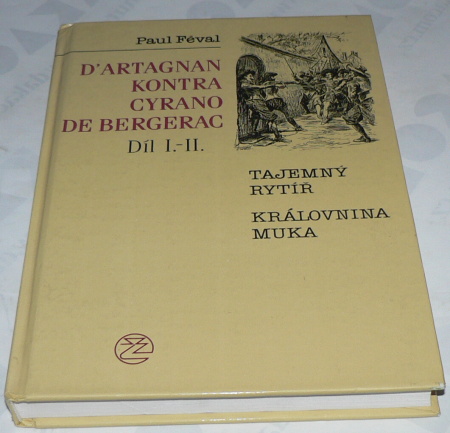 Paul Féval
D'ARTAGNAN
KONTRA
CYRANO
DE BERGERAC
Díl I.-II.
TAJEMNÝ
RYTÍŘ
KRÁLOVNINA
MUKA